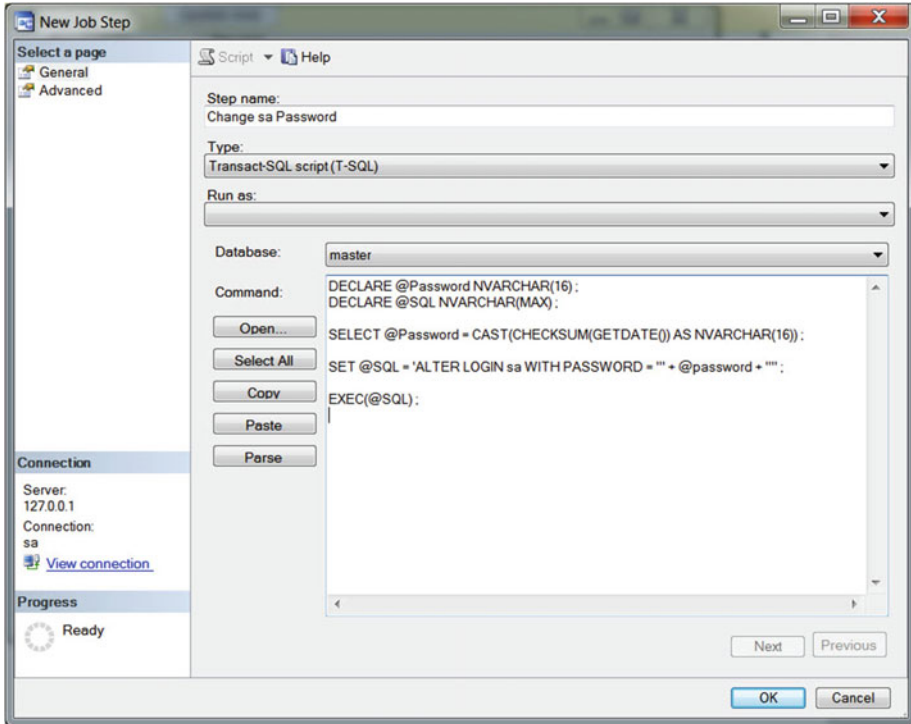 New Job Step
Select a page
General
Advanced
Script
Help
Step name:
Change sa Password
Type:
Transact-SQL script (T-SQL)
Run as:
Database:
master
Command:
Open...
Select All
Copy
Paste
Parse
DECLARE @Password NVARCHAR(16) ;
DECLARE @SQL NVARCHAR(MAX) ;
SELECT @Password = CAST(CHECKSUM(GETDATE()) AS NVARCHAR(16)) ;
SET @SQL = 'ALTER LOGIN sa WITH PASSWORD = ''' + @password + '''' ;
EXEC(@SQL) ;
Connection
Server:
127.0.0.1
Connection:
sa
View connection
Progress
Ready
Next
Previous
OK
Cancel